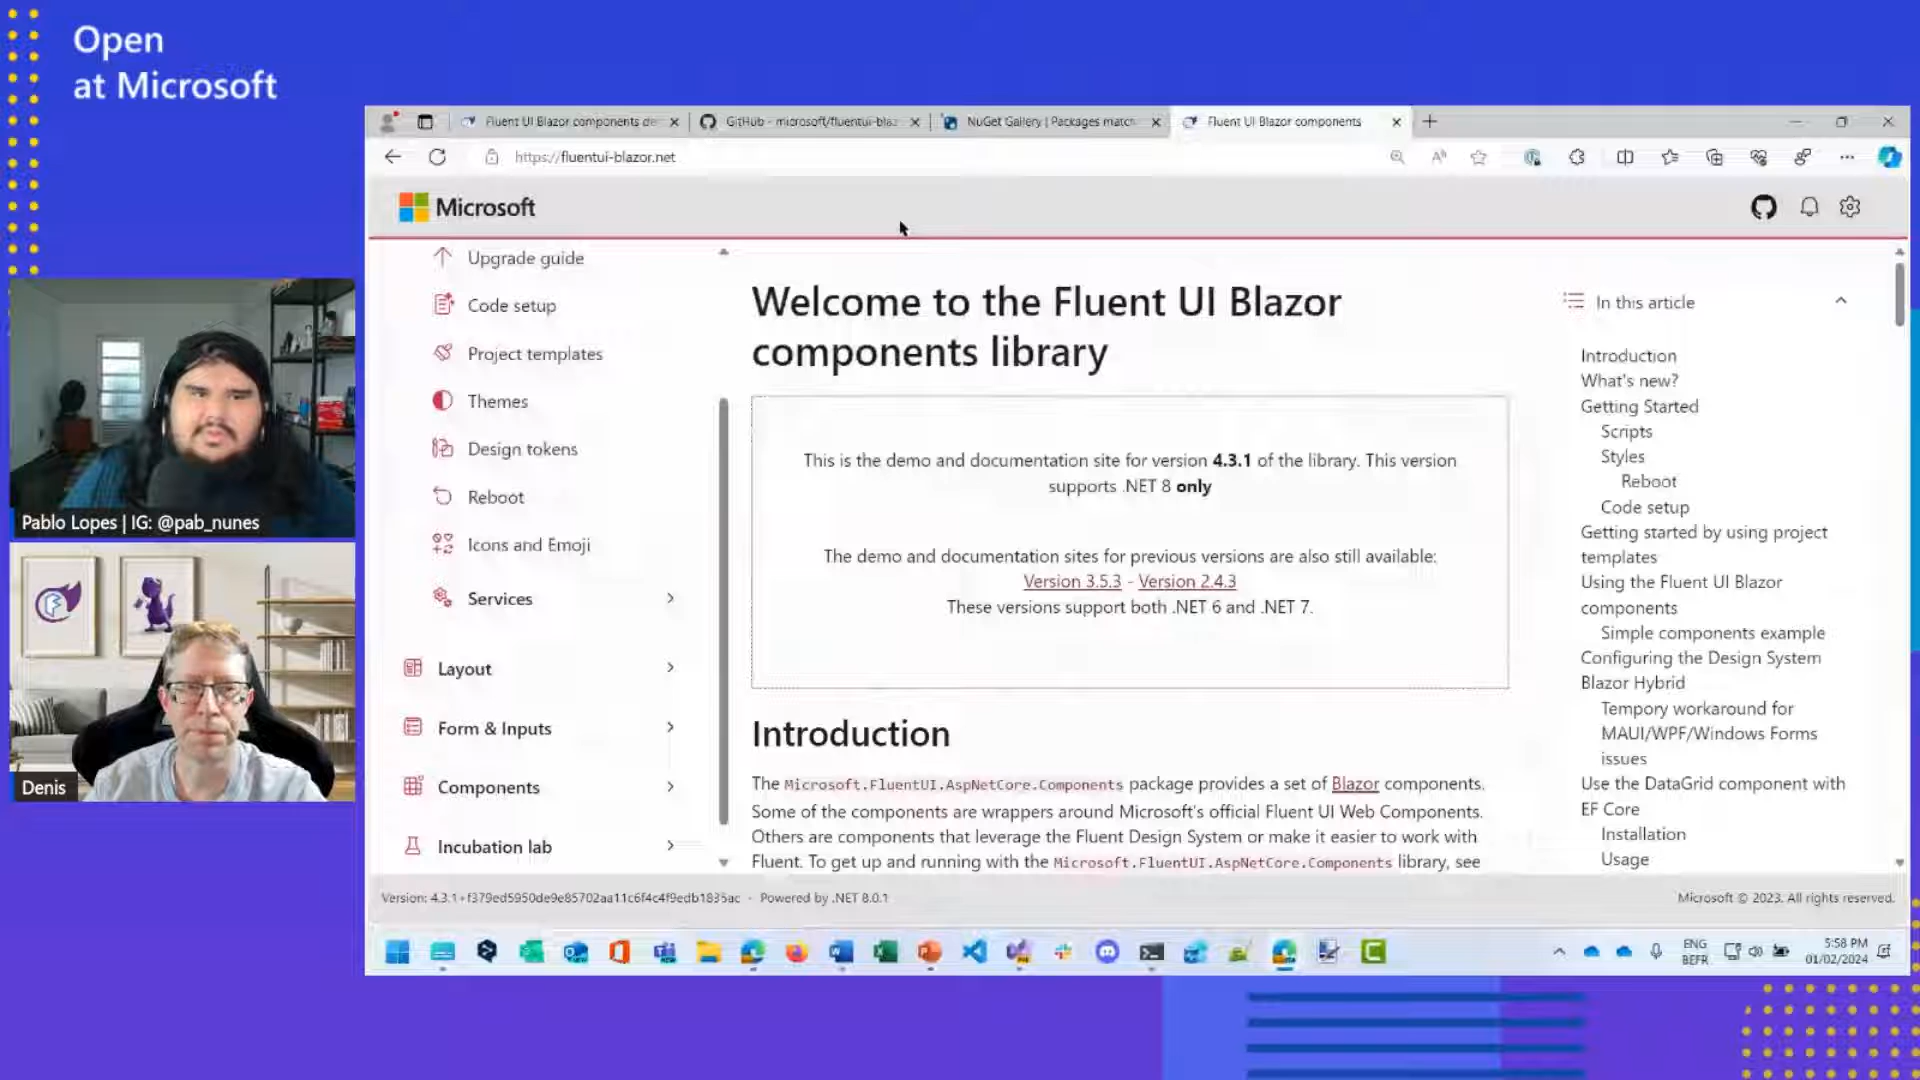 Open
at Microsoft
Fluent UI Blazor components de
GitHub - microsoft/fluentui-blaz
NuGet Gallery | Packages match
Fluent UI Blazor components
https://fluentui-blazor.net
Microsoft
Upgrade guide
Code setup
Project templates
Themes
Design tokens
Reboot
Icons and Emoji
Services
Layout
Form & Inputs
Components
Incubation lab
Welcome to the Fluent UI Blazor
components library
This is the demo and documentation site for version 4.3.1 of the library. This version
supports .NET 8 only
The demo and documentation sites for previous versions are also still available:
Version 3.5.3 - Version 2.4.3
These versions support both .NET 6 and .NET 7.
Introduction
The Microsoft.FluentUI.AspNetCore.Components package provides a set of Blazor components.
Some of the components are wrappers around Microsoft's official Fluent UI Web Components.
Others are components that leverage the Fluent Design System or make it easier to work with
Fluent. To get up and running with the Microsoft.FluentUI.AspNetCore.Components library, see
In this article
Introduction
What's new?
Getting Started
Scripts
Styles
Reboot
Code setup
Getting started by using project
templates
Using the Fluent UI Blazor
components
Simple components example
Configuring the Design System
Blazor Hybrid
Tempory workaround for
MAUI/WPF/Windows Forms
issues
Use the DataGrid component with
EF Core
Installation
Usage
Version: 4.3.1+f379ed5950de9e85702aa11c6f4c4f9edb1835ac - Powered by .NET 8.0.1
Microsoft © 2023. All rights reserved.
ENG
BEFR
5:58 PM
01/02/2024
Pablo Lopes | IG: @pab_nunes
Denis